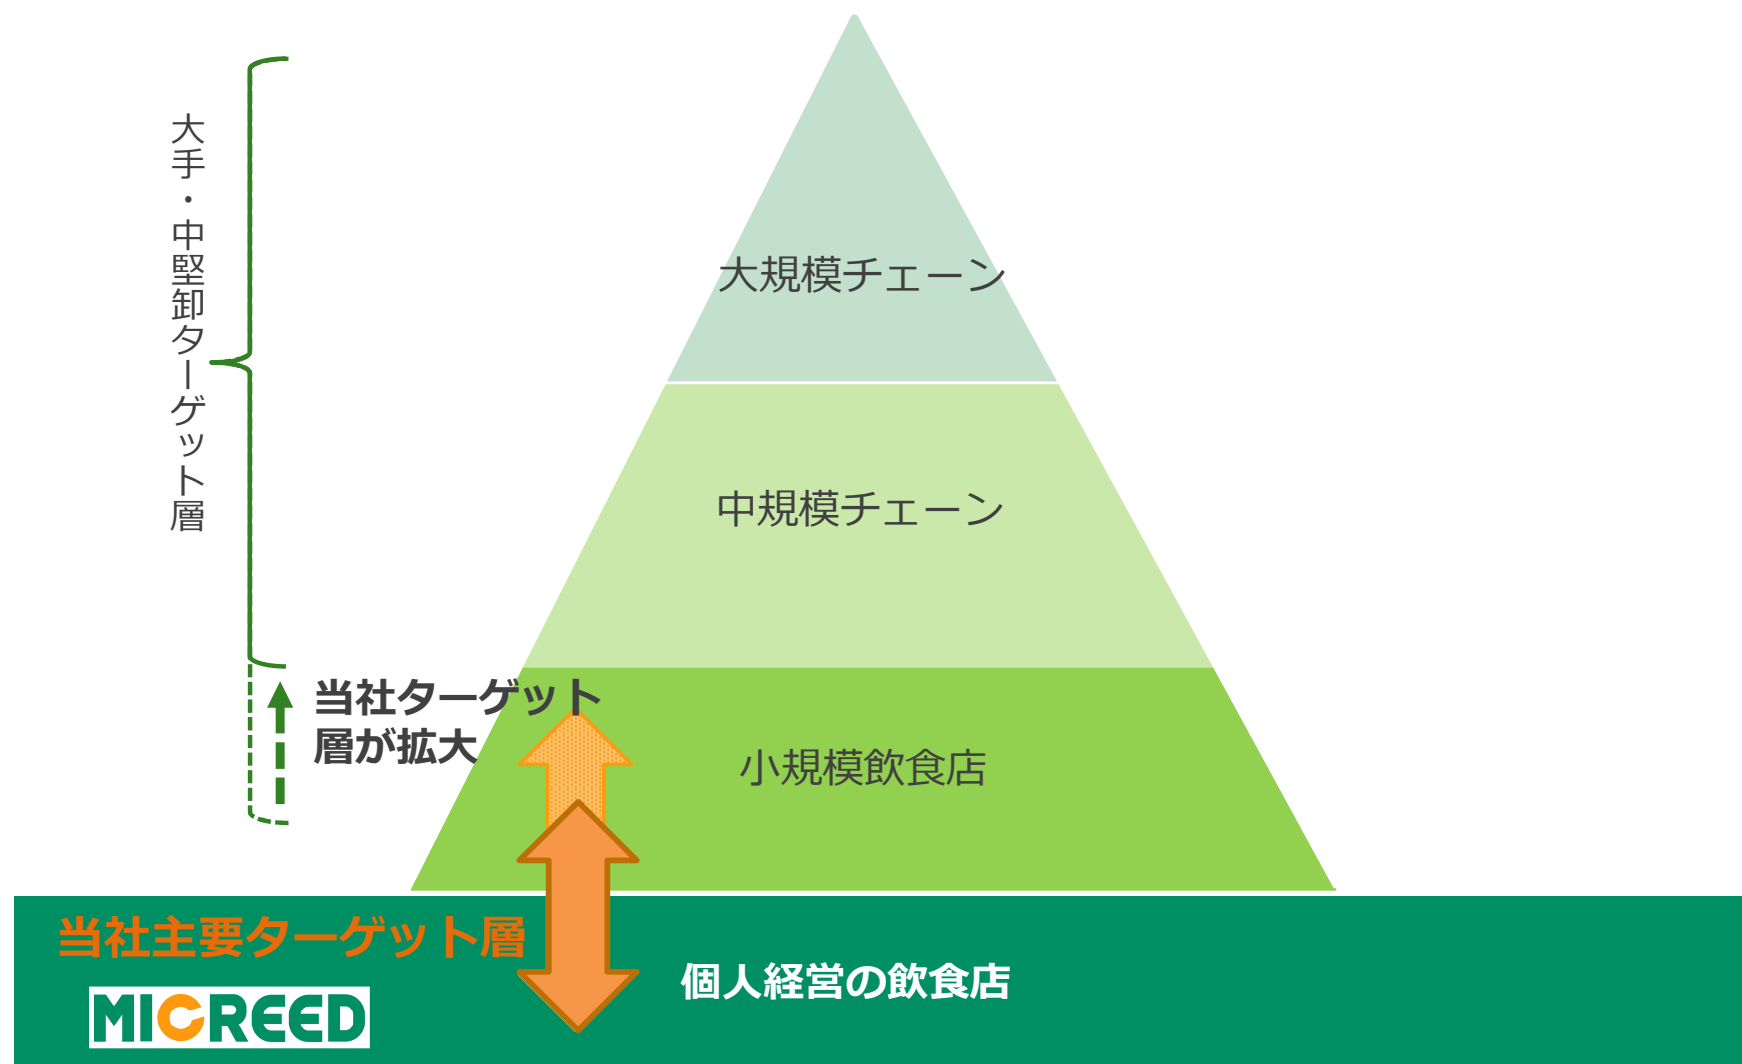 大手・中堅卸ターゲット層
大規模チェーン
中規模チェーン
当社ターゲット
層が拡大
小規模飲食店
当社主要ターゲット層
個人経営の飲食店
MICREED